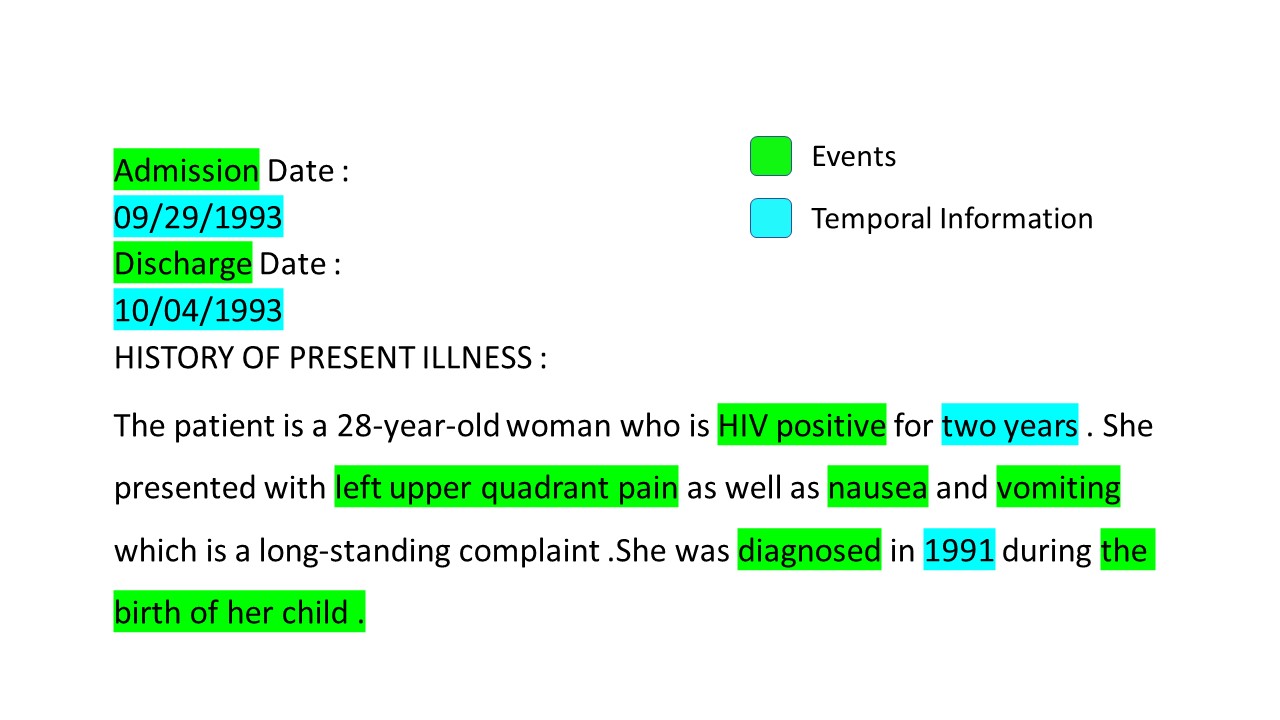 Admission Date :
09/29/1993
Discharge Date :
10/04/1993
HISTORY OF PRESENT ILLNESS :
The patient is a 28-year-old woman who is HIV positive for two years . She
presented with left upper quadrant pain as well as nausea and vomiting
which is a long-standing complaint .She was diagnosed in 1991 during the
birth of her child .
Events
Temporal Information